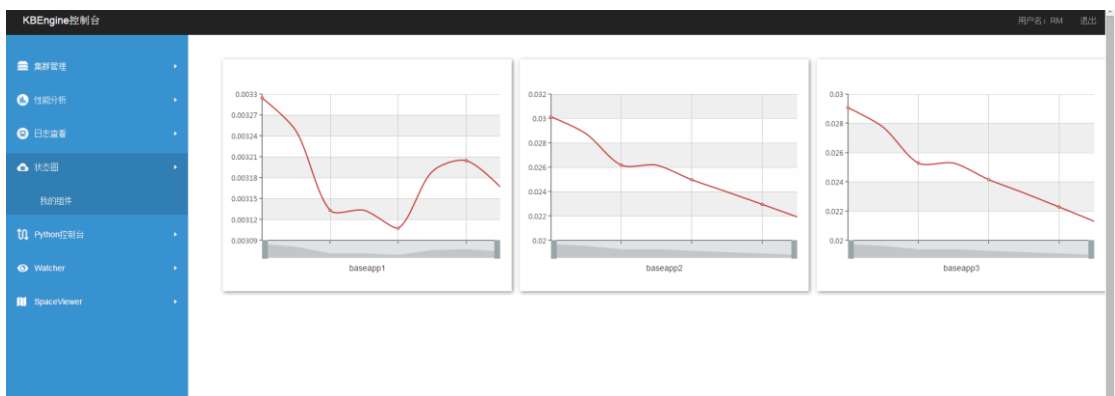 KBEngine控制台
用户名：RM 退出
集群管理
性能分析
日志查看
状态图
我的组件
Python控制台
Watcher
SpaceViewer
0.0033
0.00327
0.00324
0.00321
0.00318
0.00315
0.00312
0.00309
baseapp1
0.032
0.03
0.028
0.026
0.024
0.022
0.02
baseapp2
0.03
0.028
0.026
0.024
0.022
0.02
baseapp3